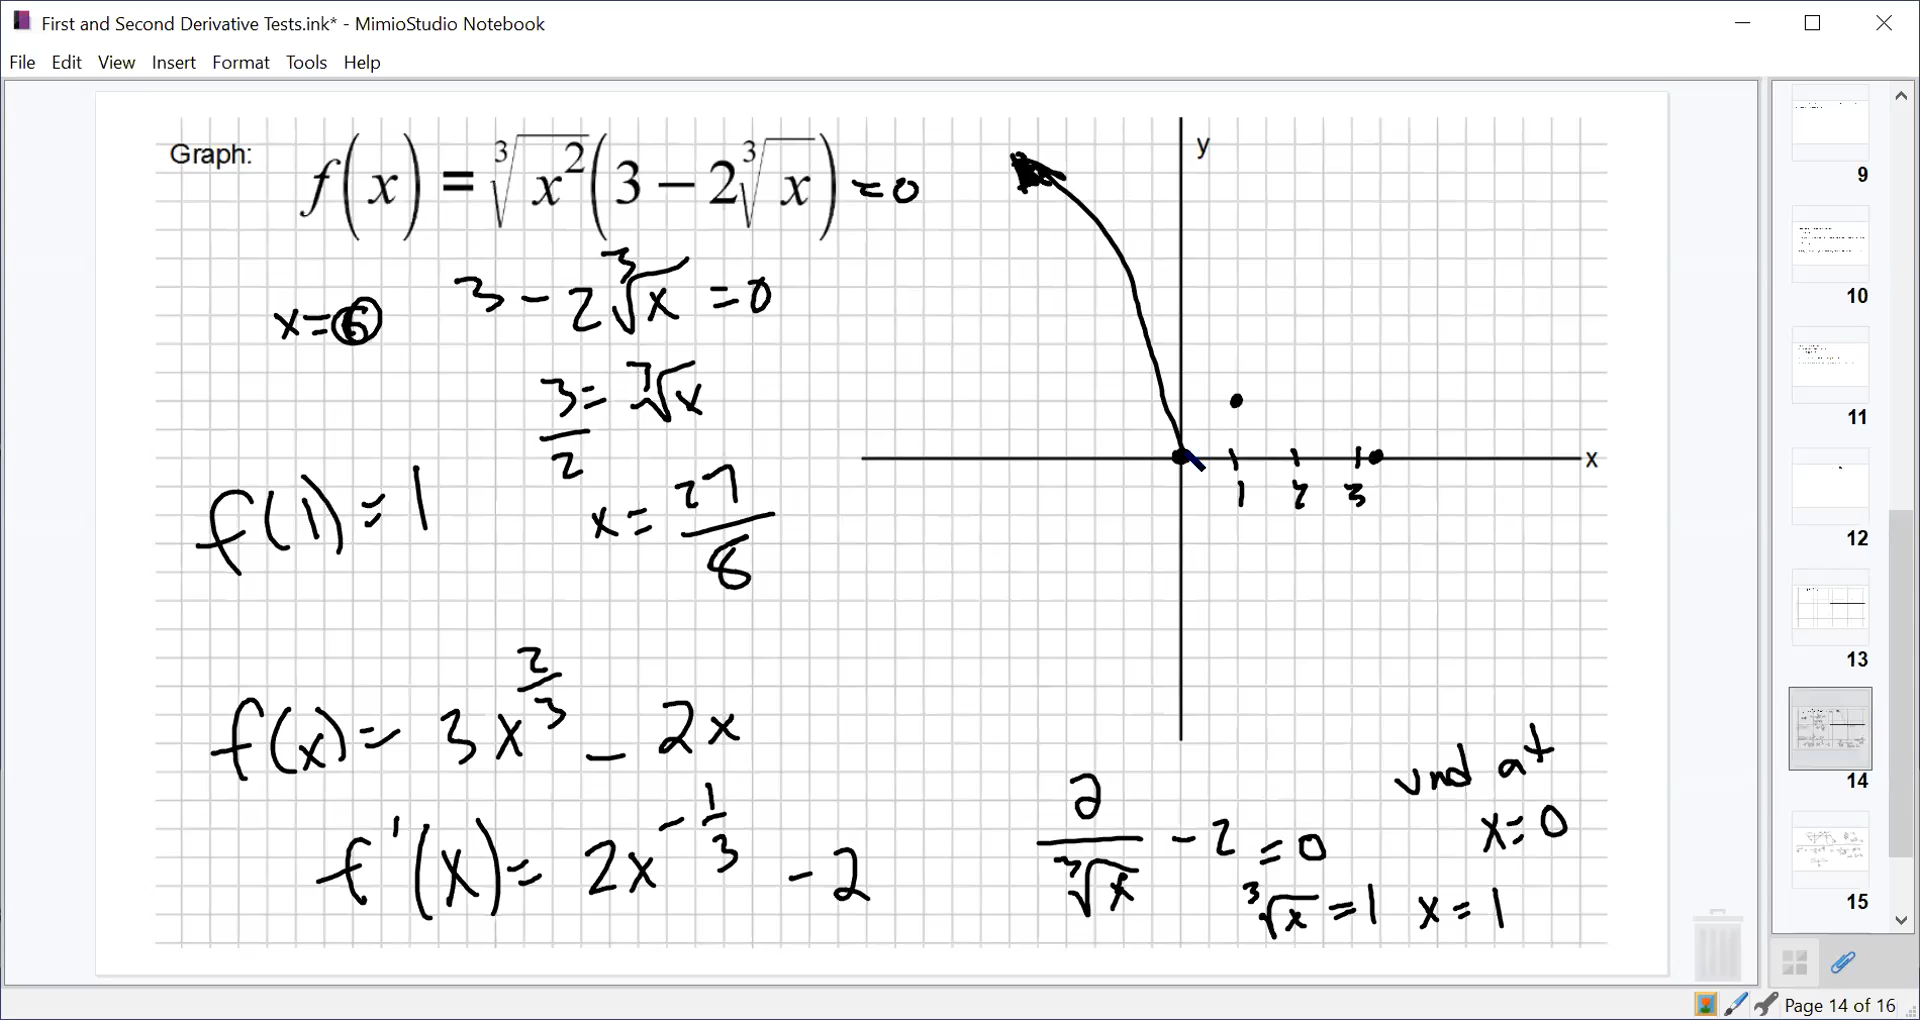 First and Second Derivative Tests.ink* - MimioStudio Notebook
File Edit View Insert Format Tools Help
Graph: f(x) = ∛x²(3 − 2∛x) = 0
x = 0
3 − 2∛x = 0
3/2 = ∛x
x = 27/8
f(1) = 1
f(x) = 3x^(2/3) − 2x
f'(x) = 2x^(−1/3) − 2
y
x
1 2 3
2/∛x − 2 = 0
∛x = 1 x = 1
und at
x = 0
9
10
11
12
13
14
15
Page 14 of 16